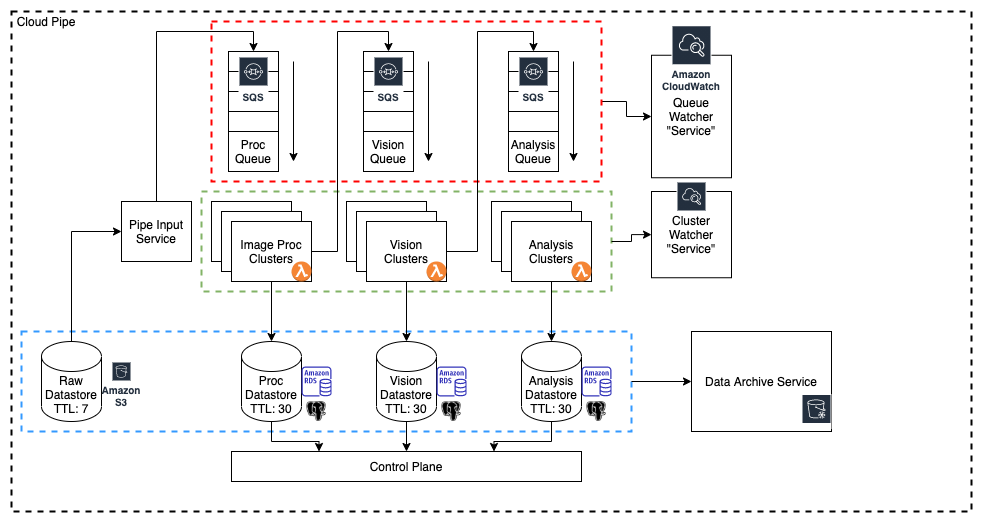 Cloud Pipe
SQS
Proc
Queue
SQS
Vision
Queue
SQS
Analysis
Queue
Amazon
CloudWatch
Queue
Watcher
"Service"
Pipe Input
Service
Image Proc
Clusters
Vision
Clusters
Analysis
Clusters
Cluster
Watcher
"Service"
Raw
Datastore
TTL: 7
Amazon
S3
Proc
Datastore
TTL: 30
Amazon
RDS
Vision
Datastore
TTL: 30
Amazon
RDS
Analysis
Datastore
TTL: 30
Amazon
RDS
Data Archive Service
Control Plane